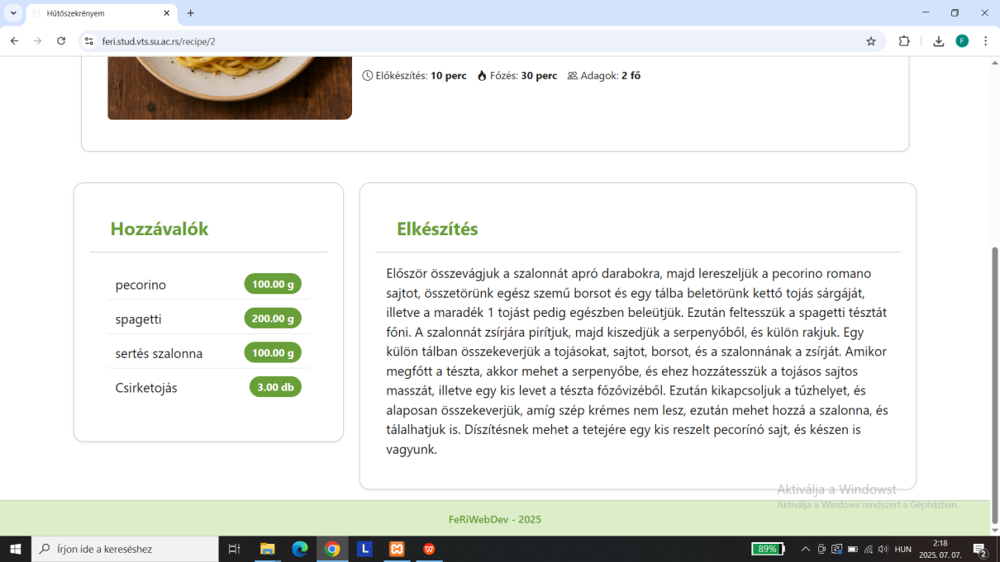 Hűtőszekrényem
feri.stud.vts.su.ac.rs/recipe/2
F
Előkészítés: 10 perc Főzés: 30 perc Adagok: 2 fő
Hozzávalók
pecorino 100.00 g
spagetti 200.00 g
sertés szalonna 100.00 g
Csirketojás 3.00 db
Elkészítés
Először összevágjuk a szalonnát apró darabokra, majd lereszeljük a pecorino romano
sajtot, összetörünk egész szemű borsot és egy tálba beletörünk kettő tojás sárgáját,
illetve a maradék 1 tojást pedig egészben beleütjük. Ezután feltesszük a spagetti tésztát
főni. A szalonnát zsírjára pirítjuk, majd kiszedjük a serpenyőből, és külön rakjuk. Egy
külön tálban összekeverjük a tojásokat, sajtot, borsot, és a szalonnának a zsírját. Amikor
megfőtt a tészta, akkor mehet a serpenyőbe, és ehez hozzátesszük a tojásos sajtos
masszát, illetve egy kis levet a tészta főzővizéből. Ezután kikapcsoljuk a tűzhelyet, és
alaposan összekeverjük, amíg szép krémes nem lesz, ezután mehet hozzá a szalonna, és
tálalhatjuk is. Díszítésnek mehet a tetejére egy kis reszelt pecorínó sajt, és készen is
vagyunk.
Aktiválja a Windowst
Aktiválja a Windows rendszert a Gépházban.
FeRiWebDev - 2025
Írjon ide a kereséshez
L
89%
HUN
2:18
2025. 07. 07.
2